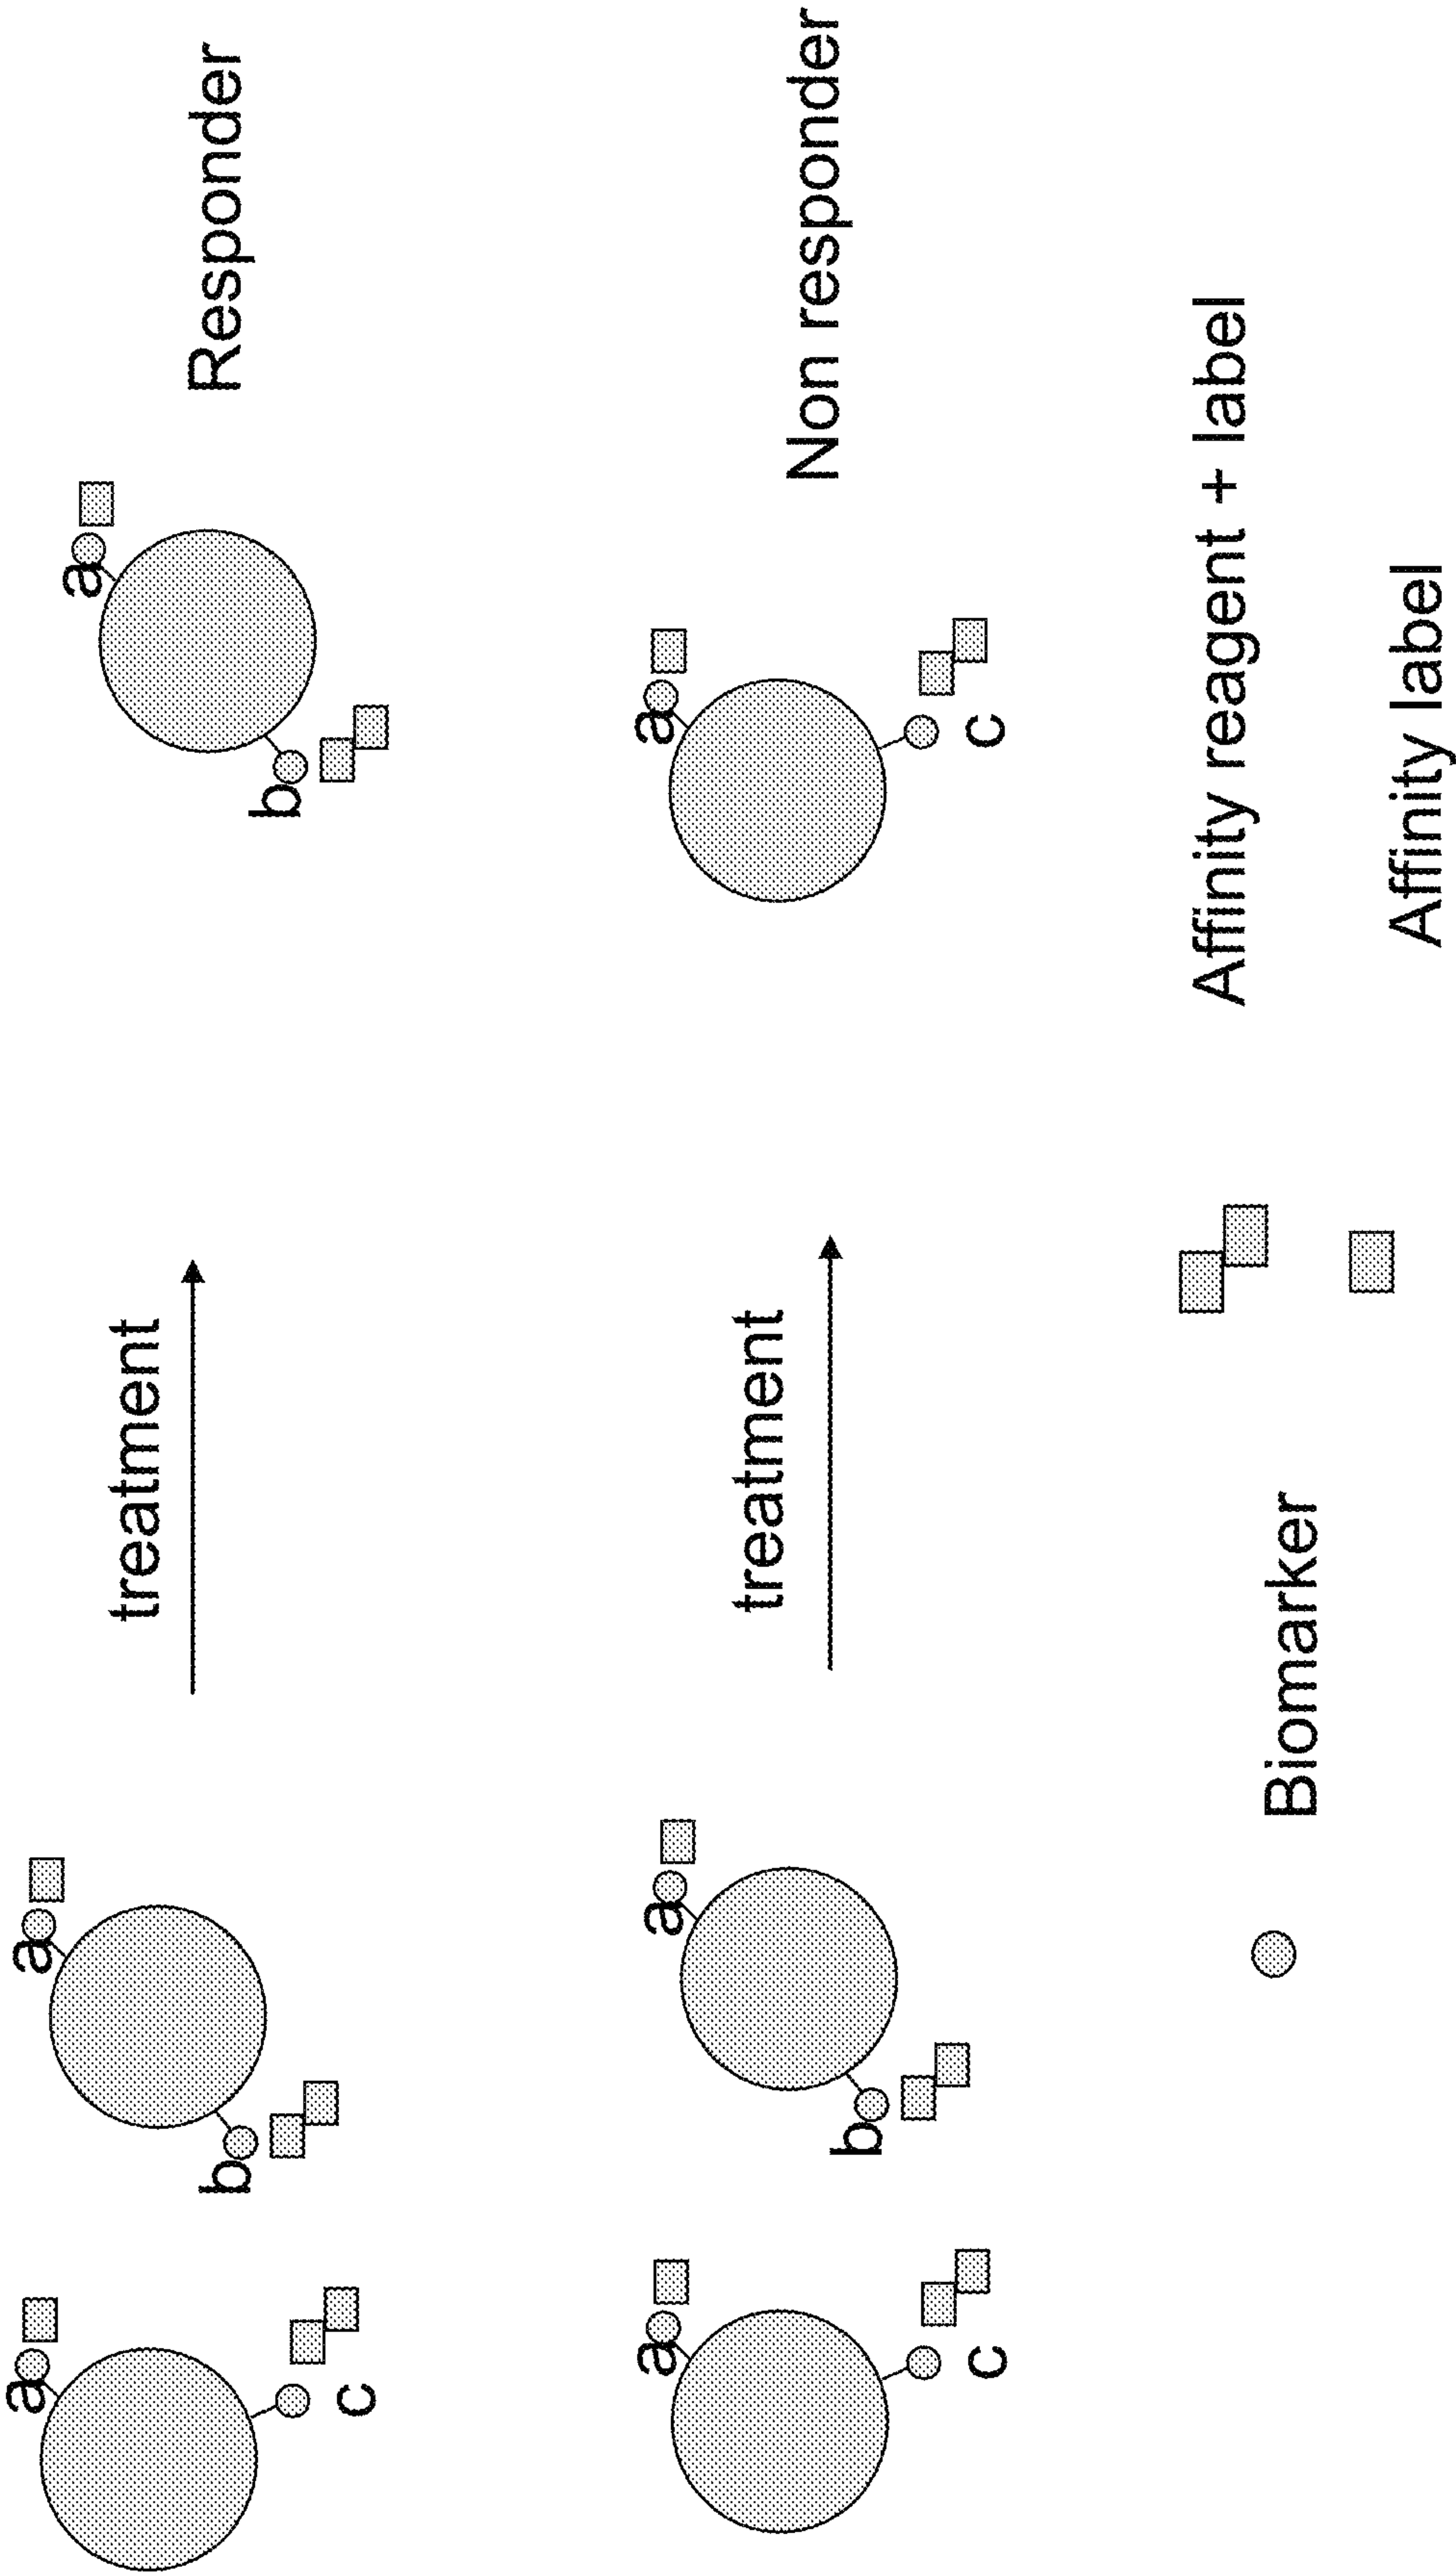 a
c
a
b
treatment
a
b
Responder
a
c
a
b
treatment
a
c
Non responder
Biomarker
Affinity reagent + label
Affinity label